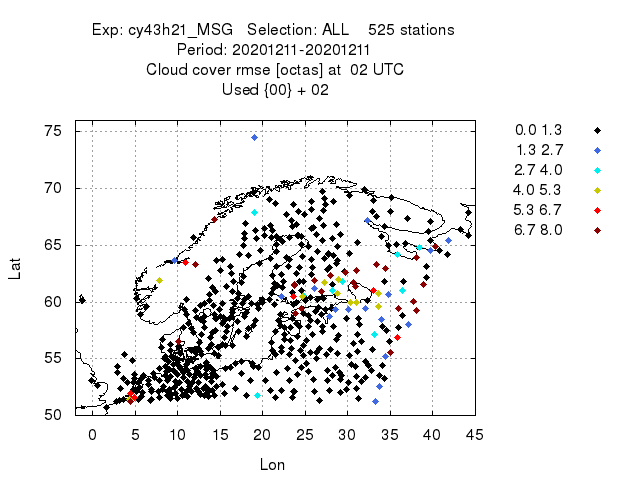 Exp: cy43h21_MSG   Selection: ALL    525 stations
Period: 20201211-20201211
Cloud cover rmse [octas] at  02 UTC
Used {00} + 02
75
70
65
60
55
50
Lat
0 5 10 15 20 25 30 35 40 45
Lon
0.0 1.3
1.3 2.7
2.7 4.0
4.0 5.3
5.3 6.7
6.7 8.0